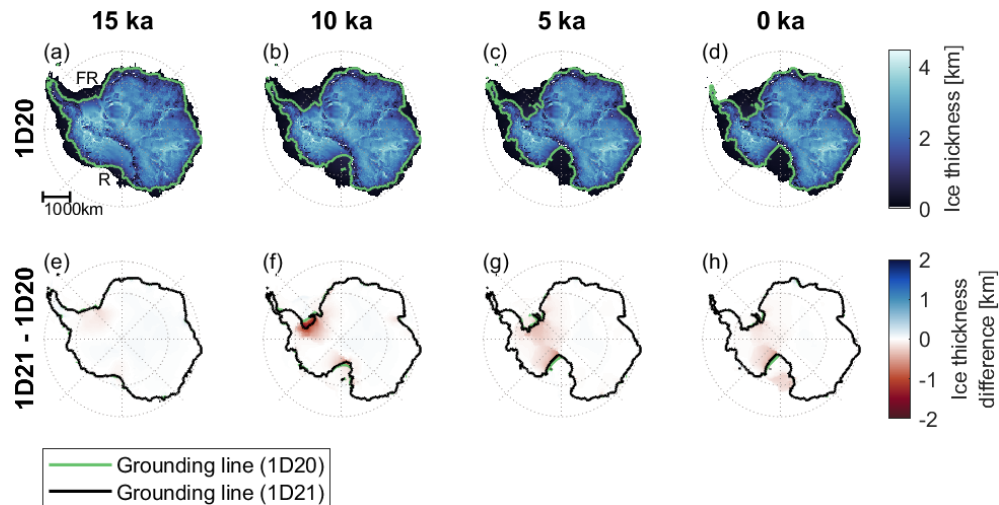 15 ka 10 ka 5 ka 0 ka
1D20
(a) (b) (c) (d)
FR
R
1000km
4
2
0
Ice thickness [km]
1D21 - 1D20
(e) (f) (g) (h)
2
1
0
-1
-2
Ice thickness
difference [km]
Grounding line (1D20)
Grounding line (1D21)